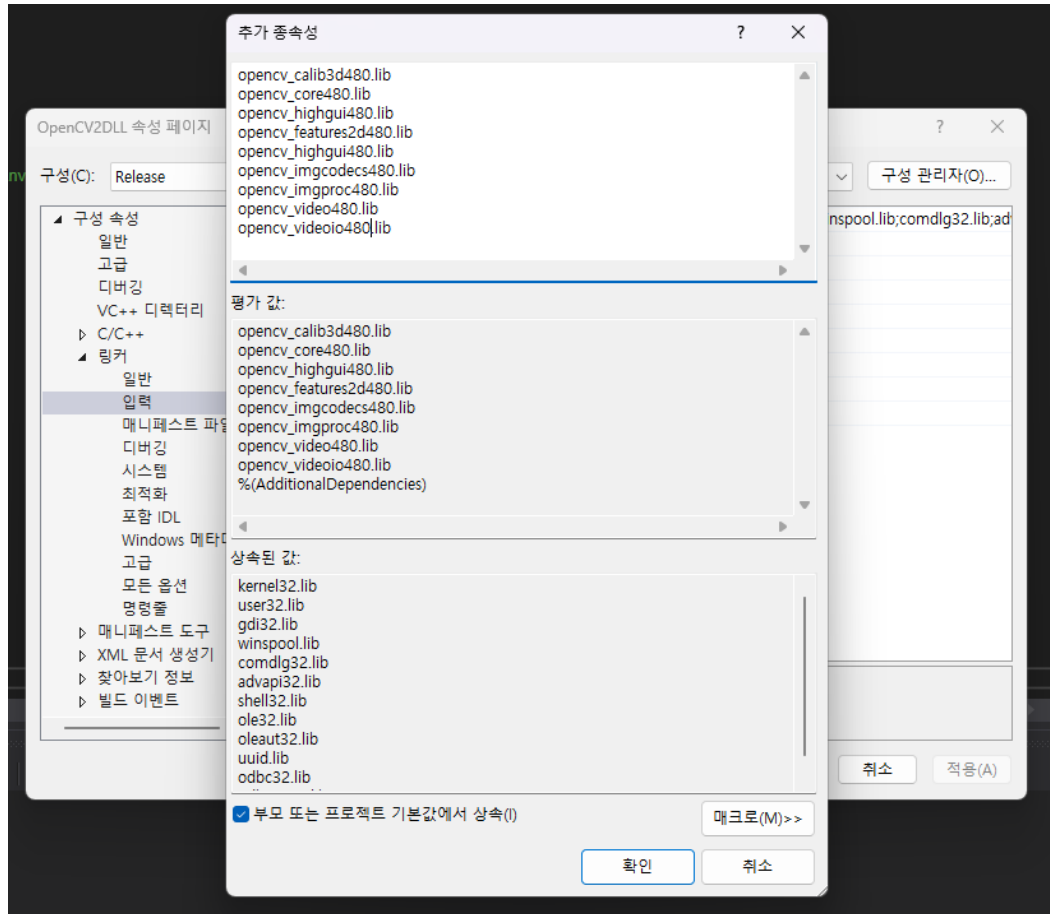 추가 종속성
?
opencv_calib3d480.lib
opencv_core480.lib
opencv_highgui480.lib
opencv_features2d480.lib
opencv_highgui480.lib
opencv_imgcodecs480.lib
opencv_imgproc480.lib
opencv_video480.lib
opencv_videoio480.lib
평가 값:
opencv_calib3d480.lib
opencv_core480.lib
opencv_highgui480.lib
opencv_features2d480.lib
opencv_imgcodecs480.lib
opencv_imgproc480.lib
opencv_video480.lib
opencv_videoio480.lib
%(AdditionalDependencies)
상속된 값:
kernel32.lib
user32.lib
gdi32.lib
winspool.lib
comdlg32.lib
advapi32.lib
shell32.lib
ole32.lib
oleaut32.lib
uuid.lib
odbc32.lib
부모 또는 프로젝트 기본값에서 상속(I)
매크로(M)>>
확인
취소
OpenCV2DLL 속성 페이지
?
구성(C):
Release
구성 관리자(O)...
구성 속성
일반
고급
디버깅
VC++ 디렉터리
C/C++
링커
일반
입력
매니페스트 파일
디버깅
시스템
최적화
포함 IDL
Windows
고급
모든 옵션
명령줄
매니페스트 도구
XML 문서 생성기
찾아보기 정보
빌드 이벤트
nspool.lib;comdlg32.lib;ad
취소
적용(A)